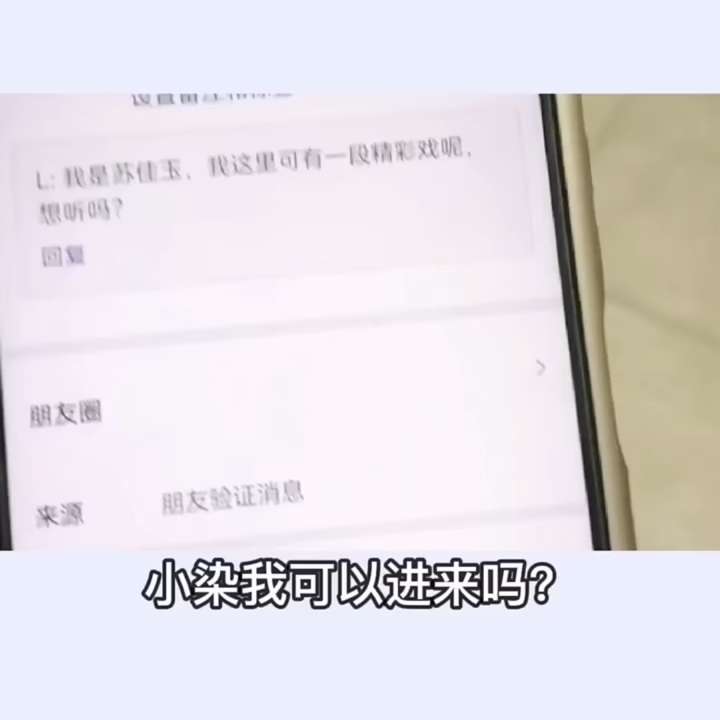 L: 我是苏佳玉，我这里可有一段精彩戏呢，
想听吗？
回复
朋友圈
来源 朋友验证消息
小染我可以进来吗？